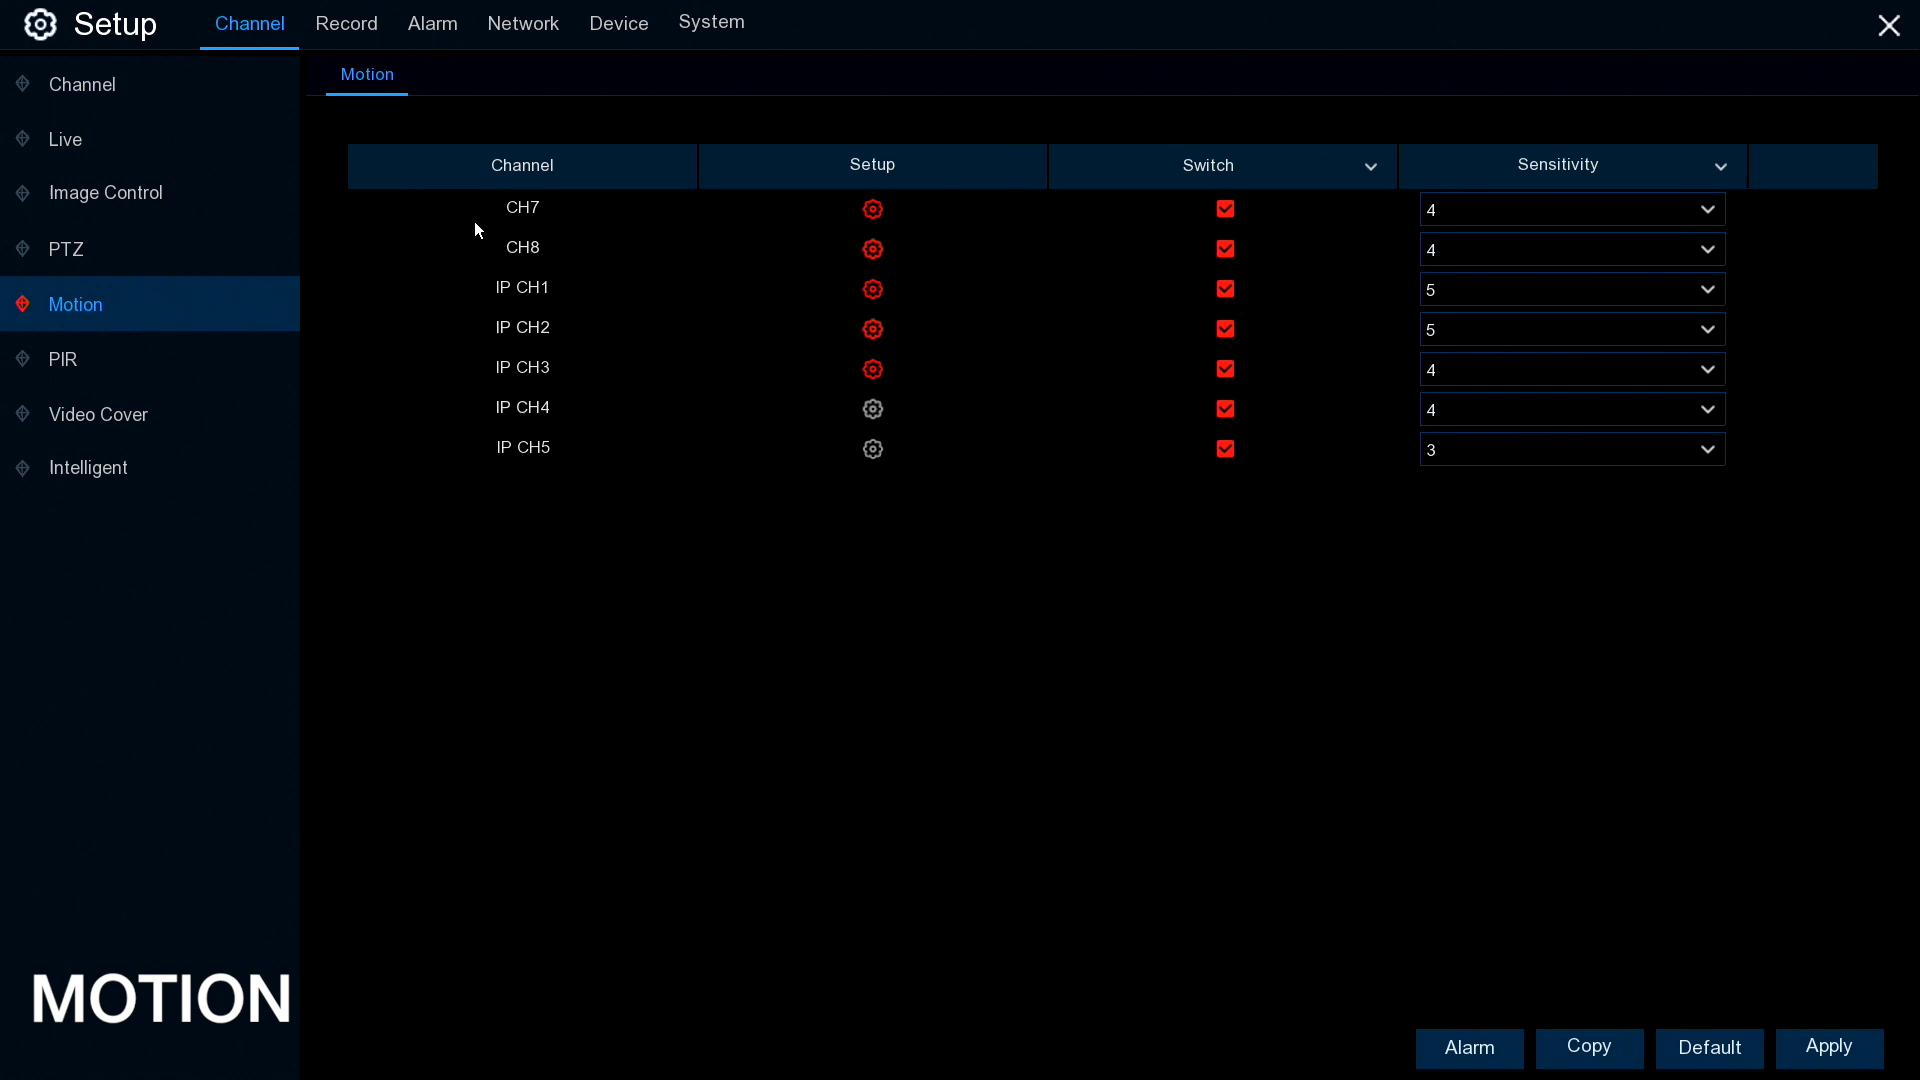 Setup Channel Record Alarm Network Device System
Channel
Live
Image Control
PTZ
Motion
PIR
Video Cover
Intelligent
MOTION
Motion
Channel Setup Switch Sensitivity
CH7 4
CH8 4
IP CH1 5
IP CH2 5
IP CH3 4
IP CH4 4
IP CH5 3
Alarm Copy Default Apply